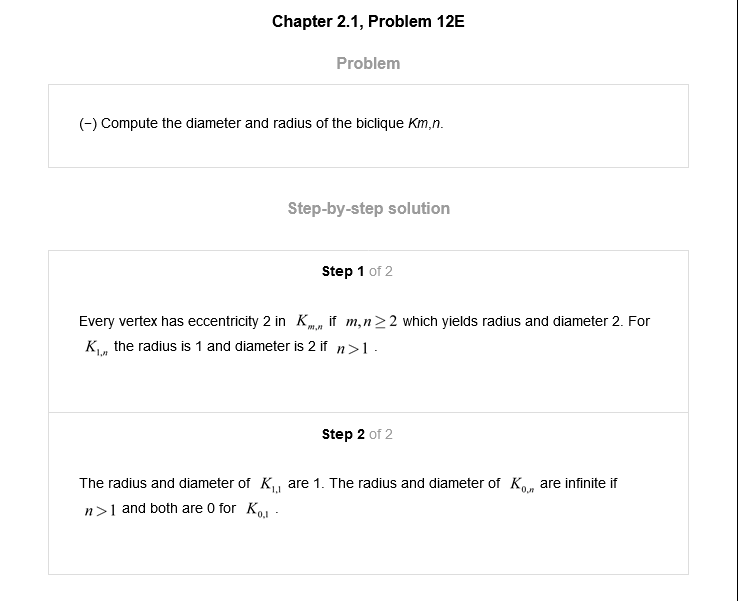 Chapter 2.1, Problem 12E
Problem
(−) Compute the diameter and radius of the biclique Km,n.
Step-by-step solution
Step 1 of 2
Every vertex has eccentricity 2 in K_{m,n} if m,n ≥ 2 which yields radius and diameter 2. For
K_{1,n} the radius is 1 and diameter is 2 if n > 1 .
Step 2 of 2
The radius and diameter of K_{1,1} are 1. The radius and diameter of K_{0,n} are infinite if
n > 1 and both are 0 for K_{0,1} .